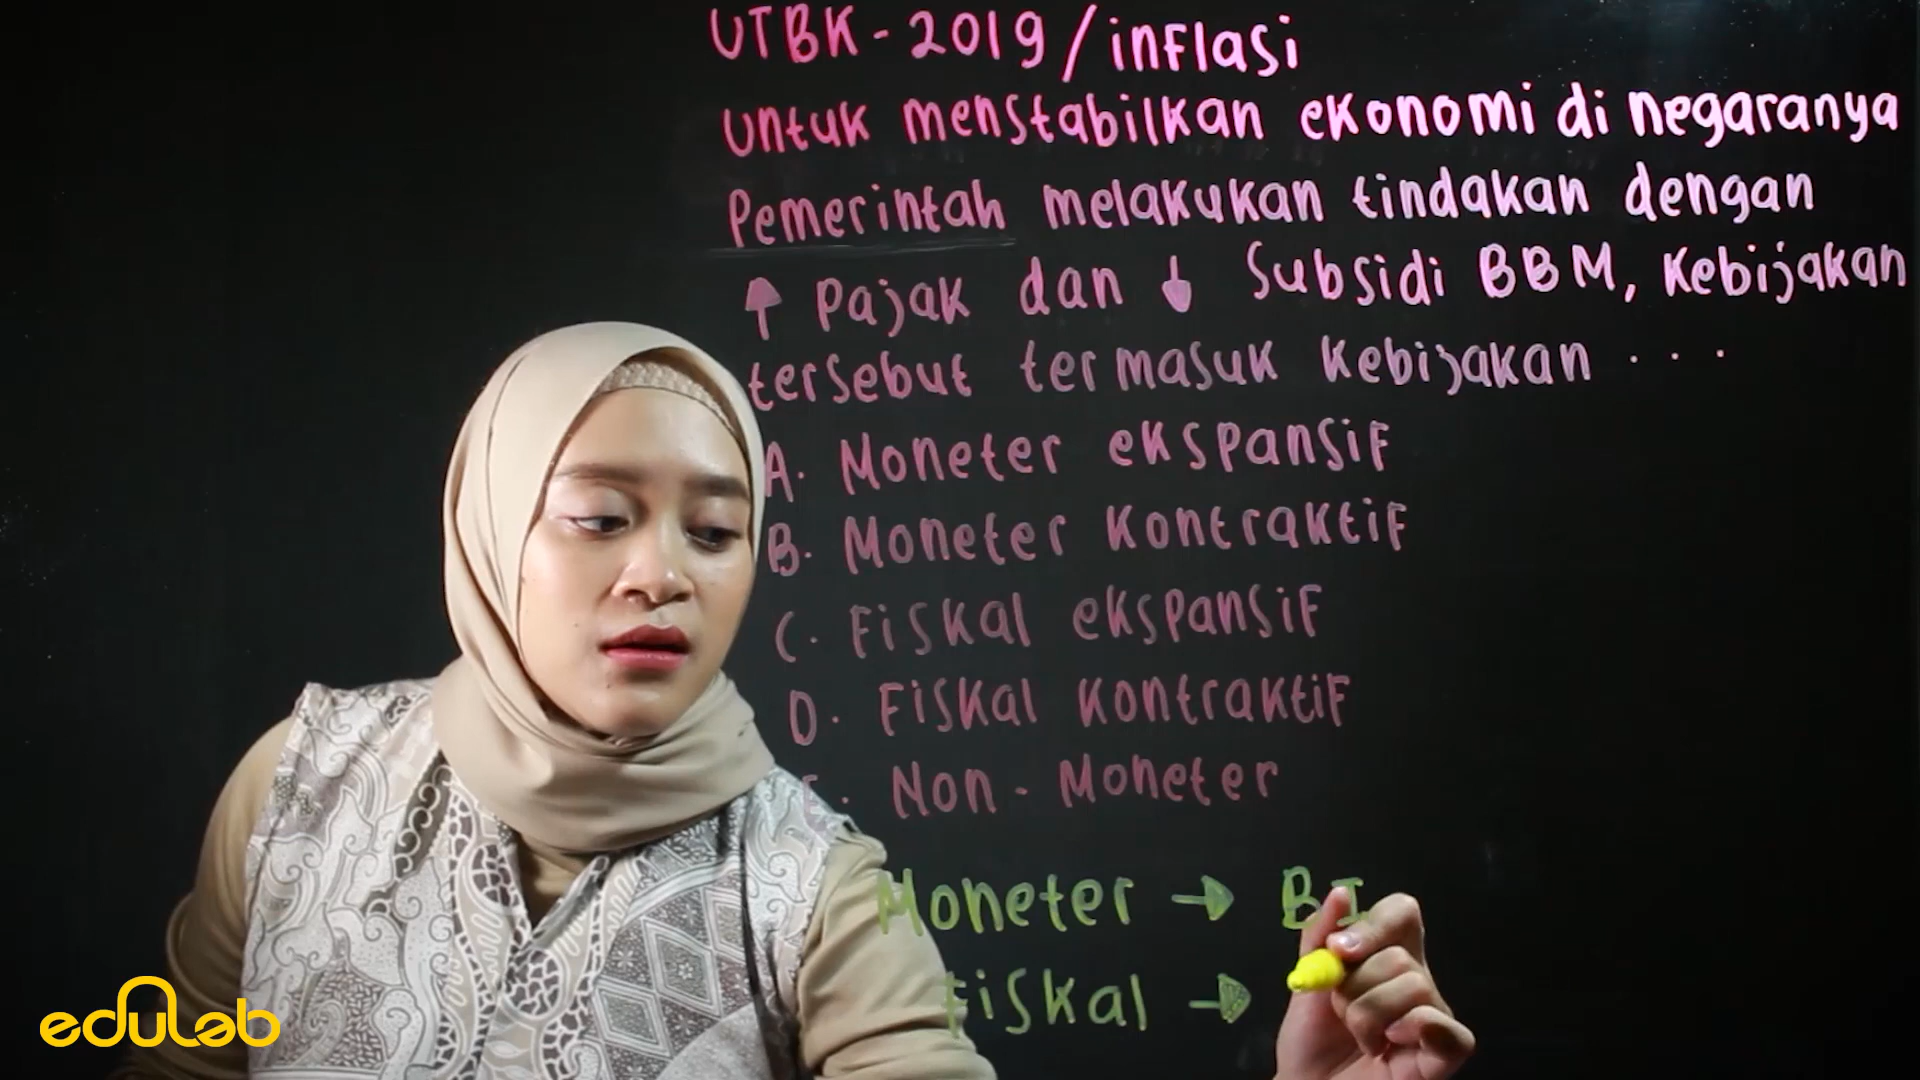 UTBK - 2019 / inflasi
untuk menstabilkan ekonomi di negaranya
Pemerintah melakukan tindakan dengan
↑ Pajak dan ↓ Subsidi BBM, Kebijakan
tersebut termasuk Kebijakan . . .
A. Moneter ekspansif
B. Moneter Kontraktif
C. Fiskal ekspansif
D. Fiskal Kontraktif
E. Non - Moneter
Moneter → BI
Fiskal →
edulab